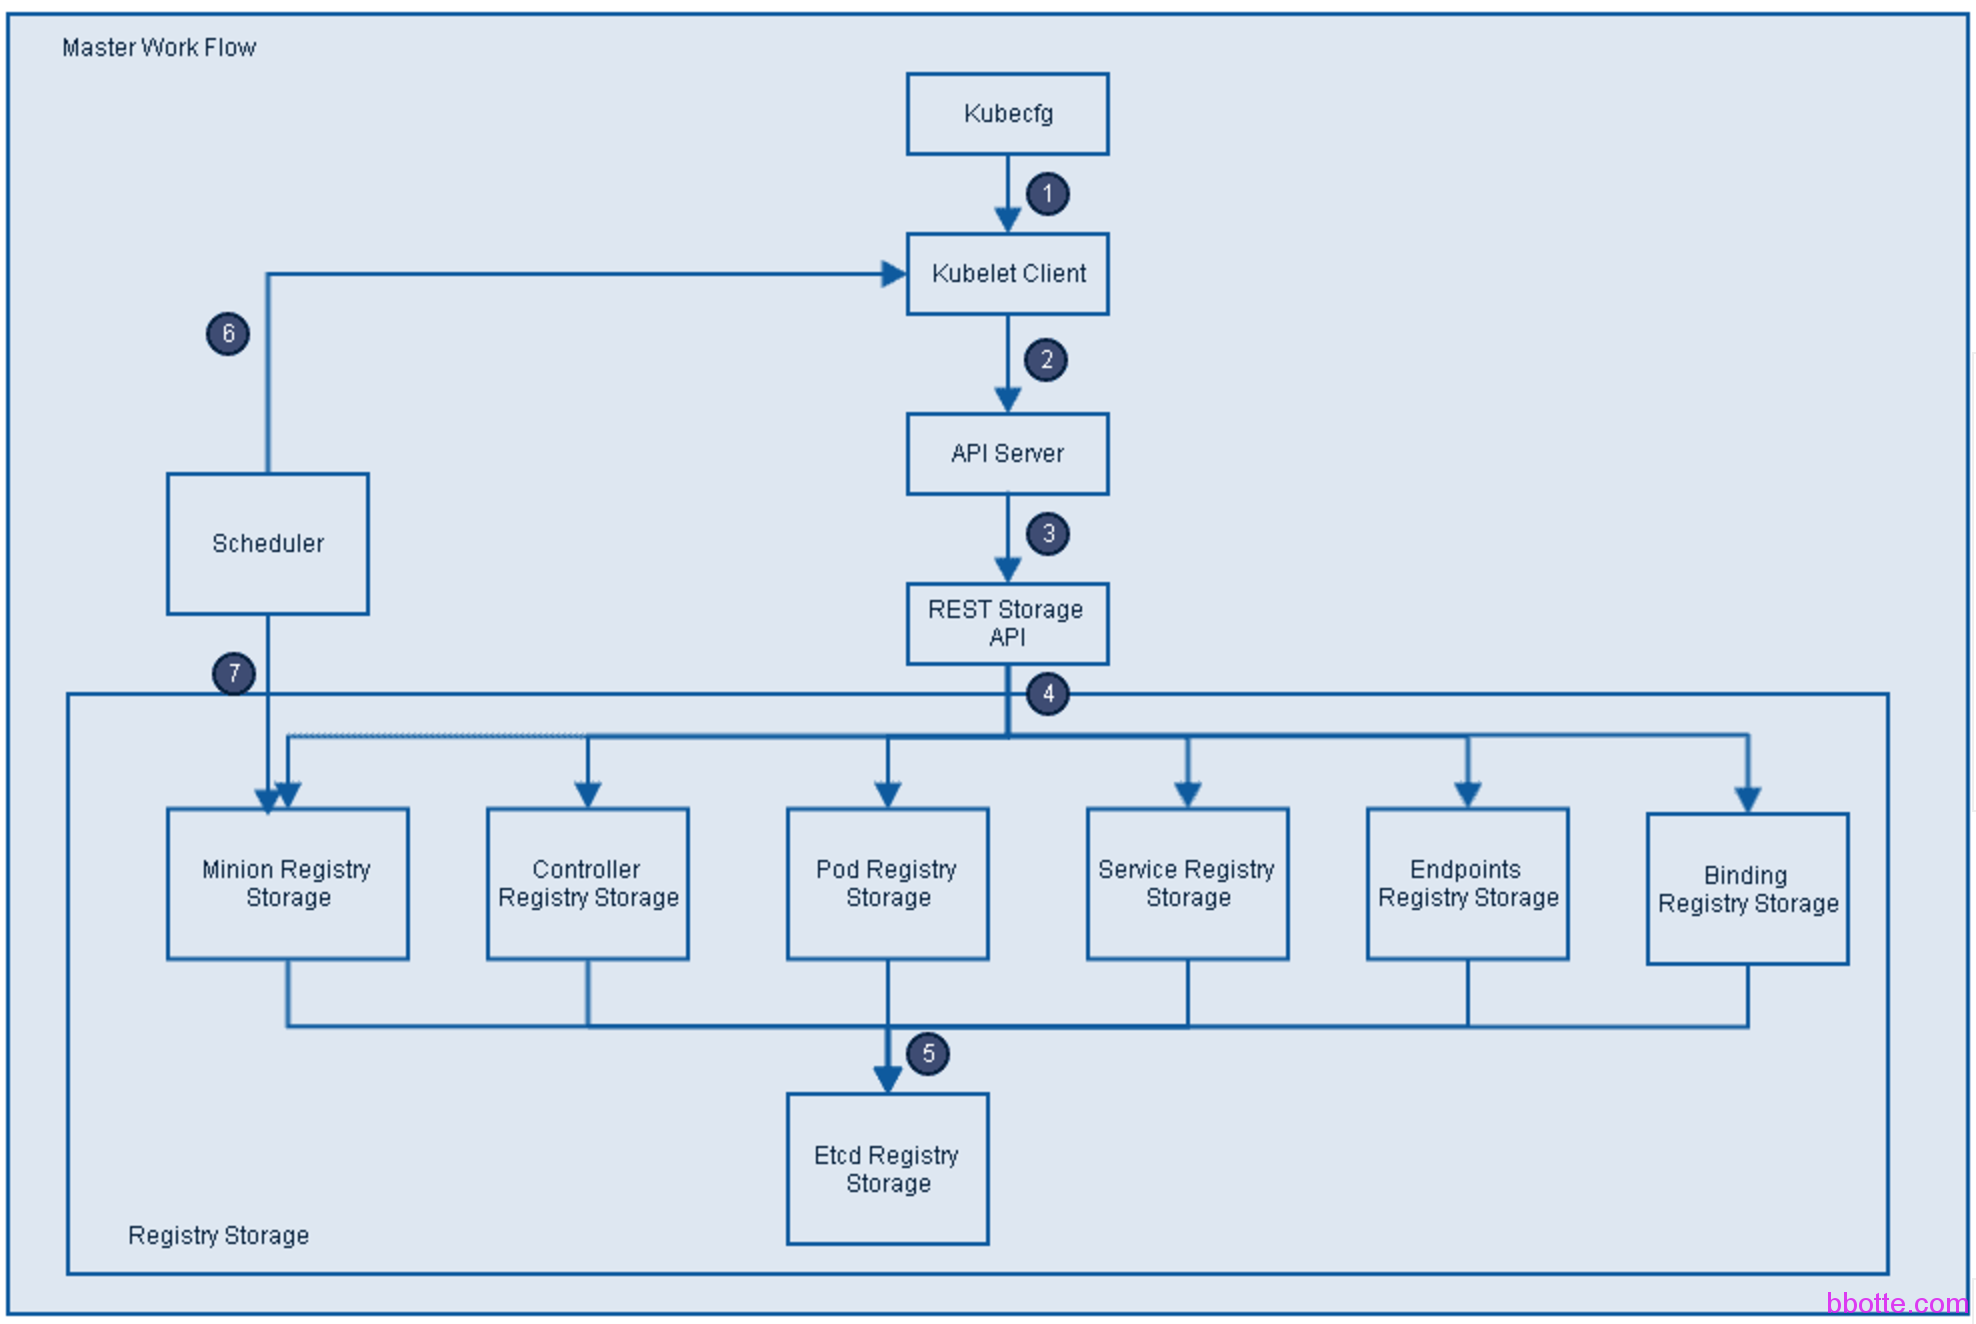 Master Work Flow
Kubecfg
1
Kubelet Client
6
2
API Server
3
Scheduler
REST Storage
API
7
4
Minion Registry
Storage
Controller
Registry Storage
Pod Registry
Storage
Service Registry
Storage
Endpoints
Registry Storage
Binding
Registry Storage
5
Etcd Registry
Storage
Registry Storage
bbotte.com